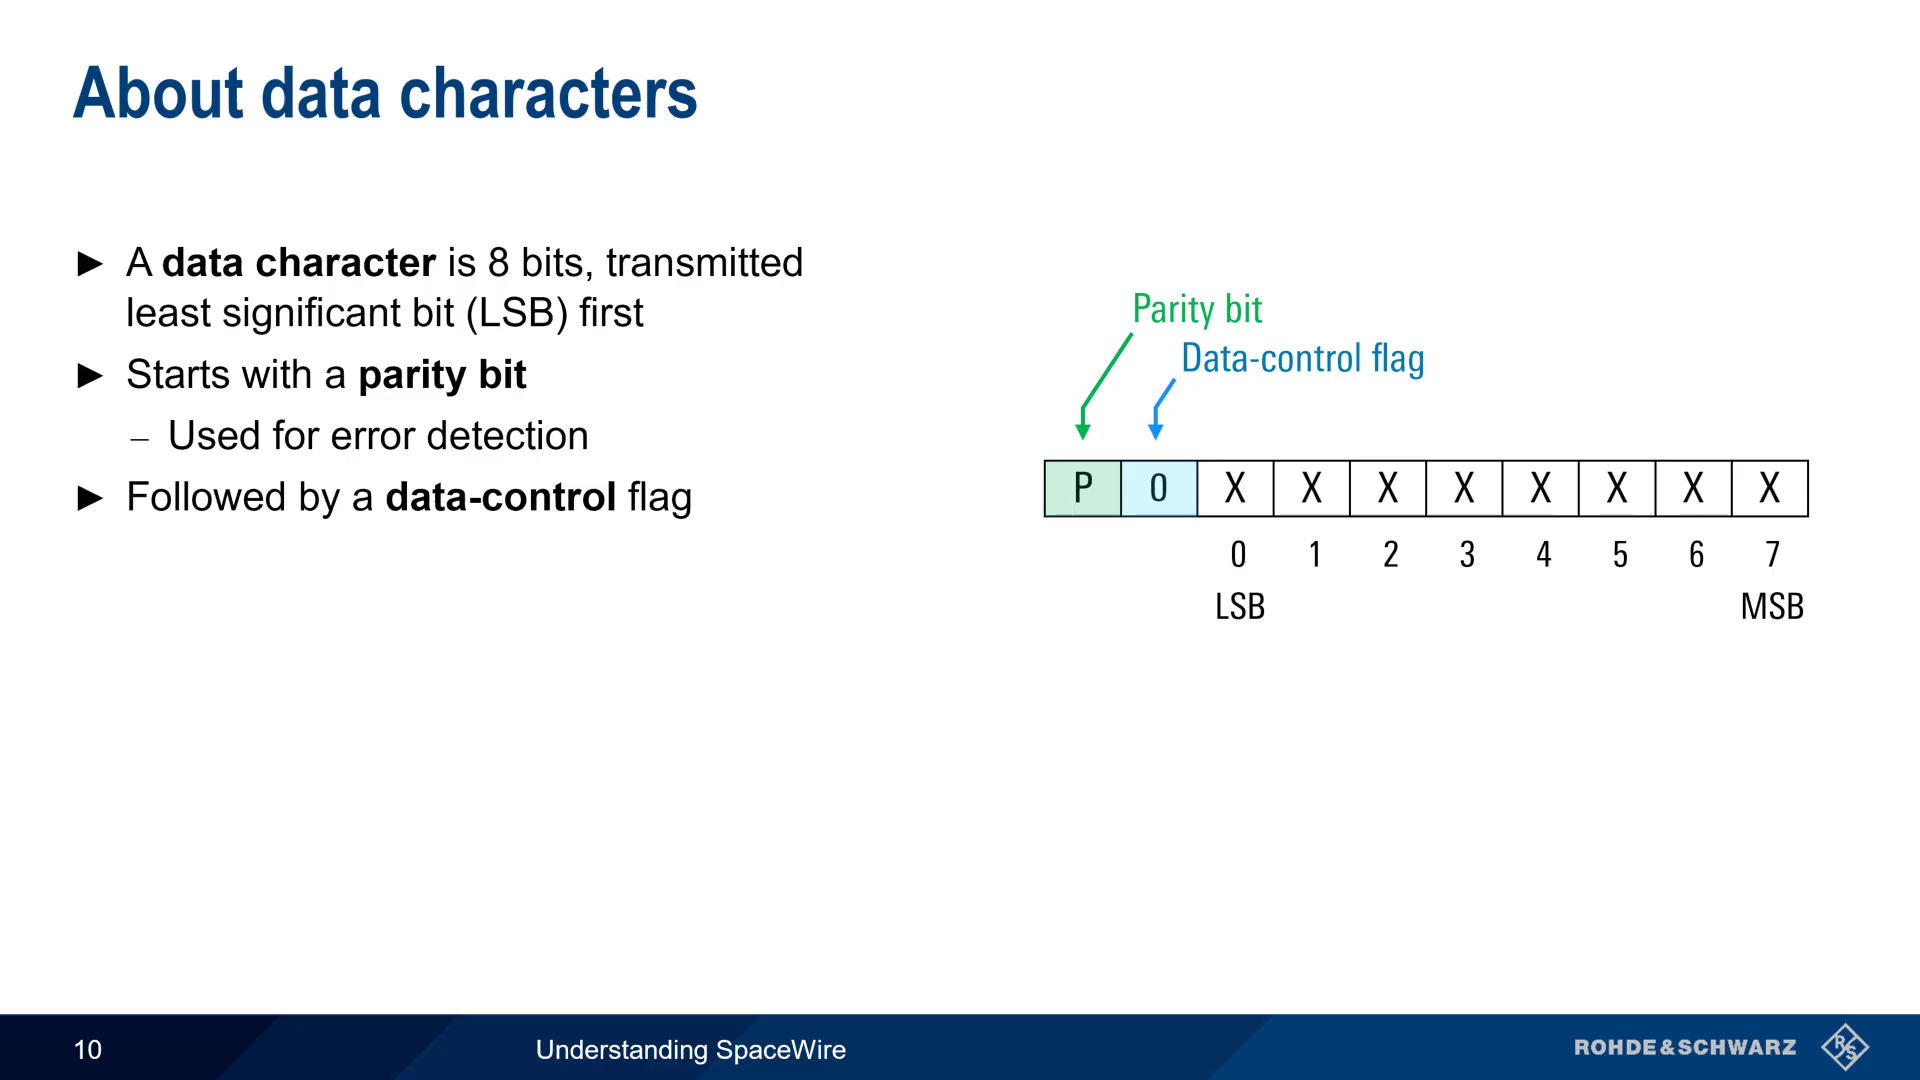 About data characters
► A data character is 8 bits, transmitted
least significant bit (LSB) first
► Starts with a parity bit
– Used for error detection
► Followed by a data-control flag
Parity bit
Data-control flag
P 0 X X X X X X X X
0 1 2 3 4 5 6 7
LSB MSB
10 Understanding SpaceWire ROHDE&SCHWARZ R&S